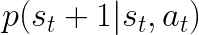 p(s_t + 1|s_t, a_t)